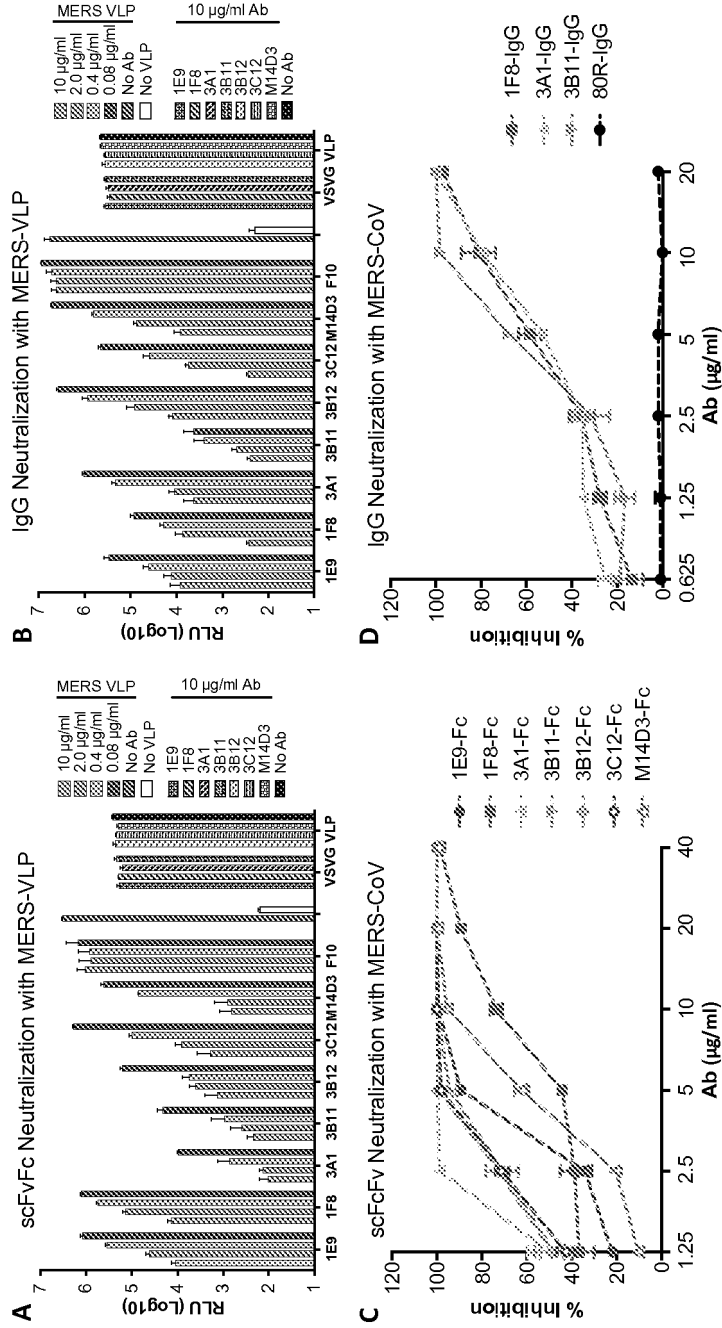 A
scFvFc Neutralization with MERS-VLP
RLU (Log10)
7
6
5
4
3
2
1
1E9
1F8
3A1
3B11
3B12
3C12
M14D3
F10
VSVG VLP
MERS VLP
10 µg/ml
2.0 µg/ml
0.4 µg/ml
0.08 µg/ml
No Ab
No VLP
10 µg/ml Ab
1E9
1F8
3A1
3B11
3B12
3C12
M14D3
No Ab
B
IgG Neutralization with MERS-VLP
RLU (Log10)
7
6
5
4
3
2
1
1E9
1F8
3A1
3B11
3B12
3C12
M14D3
F10
VSVG VLP
MERS VLP
10 µg/ml
2.0 µg/ml
0.4 µg/ml
0.08 µg/ml
No Ab
No VLP
10 µg/ml Ab
1E9
1F8
3A1
3B11
3B12
3C12
M14D3
No Ab
C
scFcFv Neutralization with MERS-CoV
% Inhibition
120
100
80
60
40
20
0
1.25
2.5
5
10
20
40
Ab (µg/ml)
1E9-Fc
1F8-Fc
3A1-Fc
3B11-Fc
3B12-Fc
3C12-Fc
M14D3-Fc
D
IgG Neutralization with MERS-CoV
% Inhibition
120
100
80
60
40
20
0
0.625
1.25
2.5
5
10
20
Ab (µg/ml)
1F8-IgG
3A1-IgG
3B11-IgG
80R-IgG